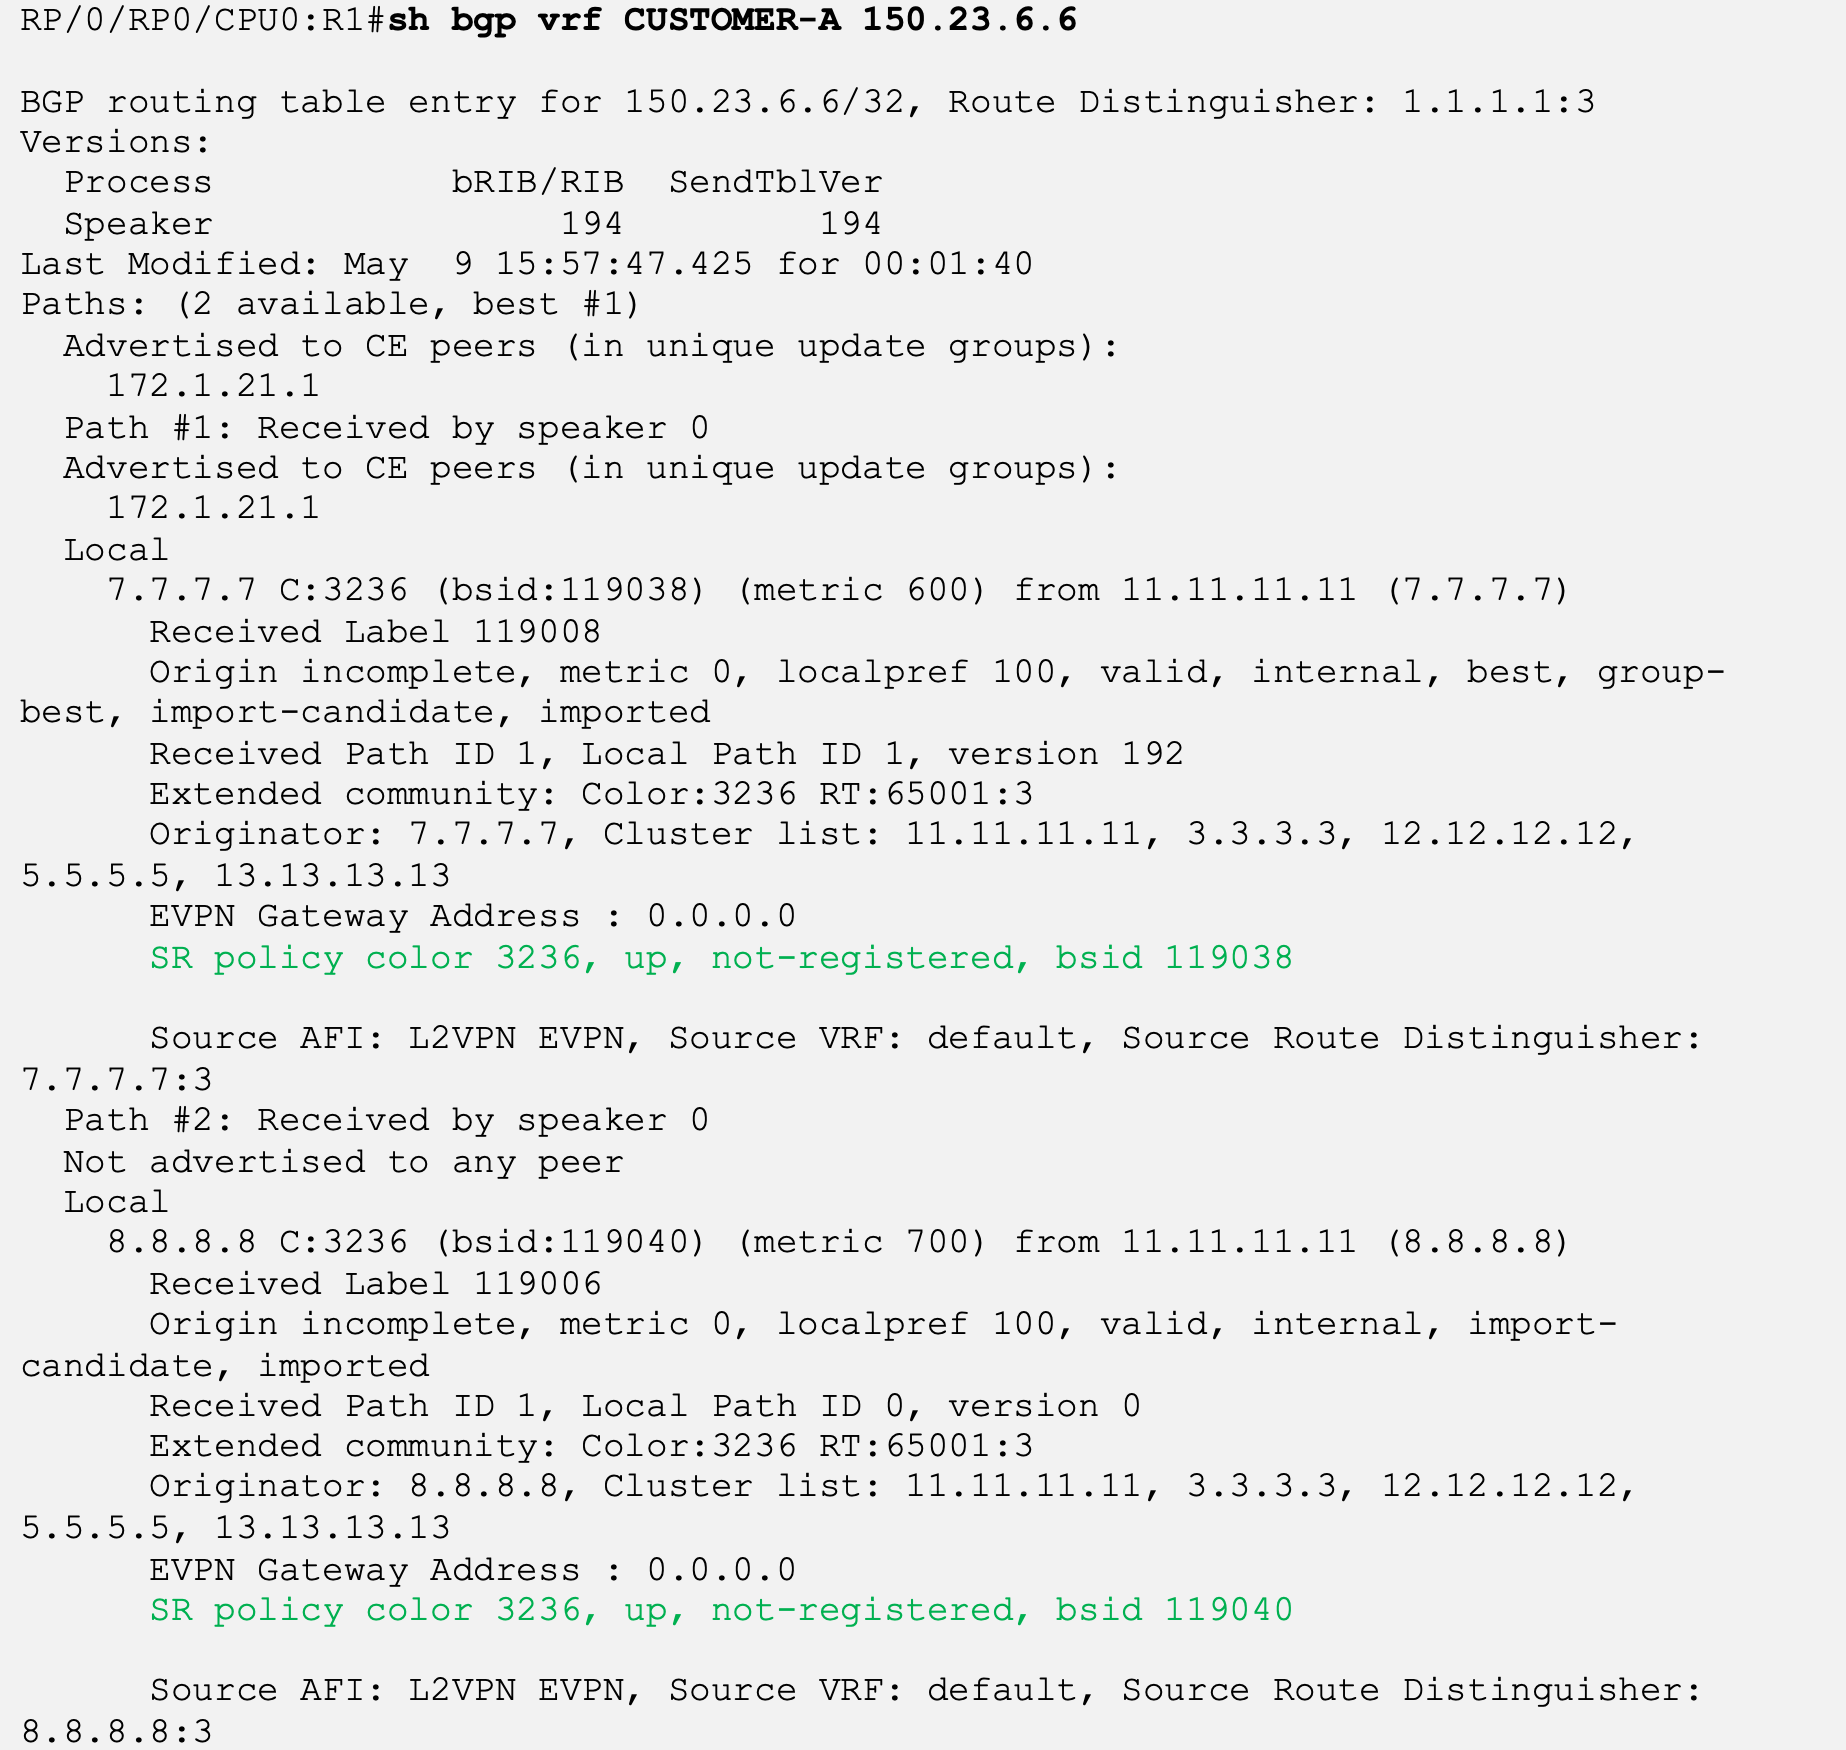 RP/0/RP0/CPU0:R1#sh bgp vrf CUSTOMER-A 150.23.6.6
BGP routing table entry for 150.23.6.6/32, Route Distinguisher: 1.1.1.1:3
Versions:
  Process           bRIB/RIB  SendTblVer
  Speaker                194         194
Last Modified: May  9 15:57:47.425 for 00:01:40
Paths: (2 available, best #1)
  Advertised to CE peers (in unique update groups):
    172.1.21.1
  Path #1: Received by speaker 0
  Advertised to CE peers (in unique update groups):
    172.1.21.1
  Local
    7.7.7.7 C:3236 (bsid:119038) (metric 600) from 11.11.11.11 (7.7.7.7)
      Received Label 119008
      Origin incomplete, metric 0, localpref 100, valid, internal, best, group-
best, import-candidate, imported
      Received Path ID 1, Local Path ID 1, version 192
      Extended community: Color:3236 RT:65001:3
      Originator: 7.7.7.7, Cluster list: 11.11.11.11, 3.3.3.3, 12.12.12.12,
5.5.5.5, 13.13.13.13
      EVPN Gateway Address : 0.0.0.0
      SR policy color 3236, up, not-registered, bsid 119038
      Source AFI: L2VPN EVPN, Source VRF: default, Source Route Distinguisher:
7.7.7.7:3
  Path #2: Received by speaker 0
  Not advertised to any peer
  Local
    8.8.8.8 C:3236 (bsid:119040) (metric 700) from 11.11.11.11 (8.8.8.8)
      Received Label 119006
      Origin incomplete, metric 0, localpref 100, valid, internal, import-
candidate, imported
      Received Path ID 1, Local Path ID 0, version 0
      Extended community: Color:3236 RT:65001:3
      Originator: 8.8.8.8, Cluster list: 11.11.11.11, 3.3.3.3, 12.12.12.12,
5.5.5.5, 13.13.13.13
      EVPN Gateway Address : 0.0.0.0
      SR policy color 3236, up, not-registered, bsid 119040
      Source AFI: L2VPN EVPN, Source VRF: default, Source Route Distinguisher:
8.8.8.8:3